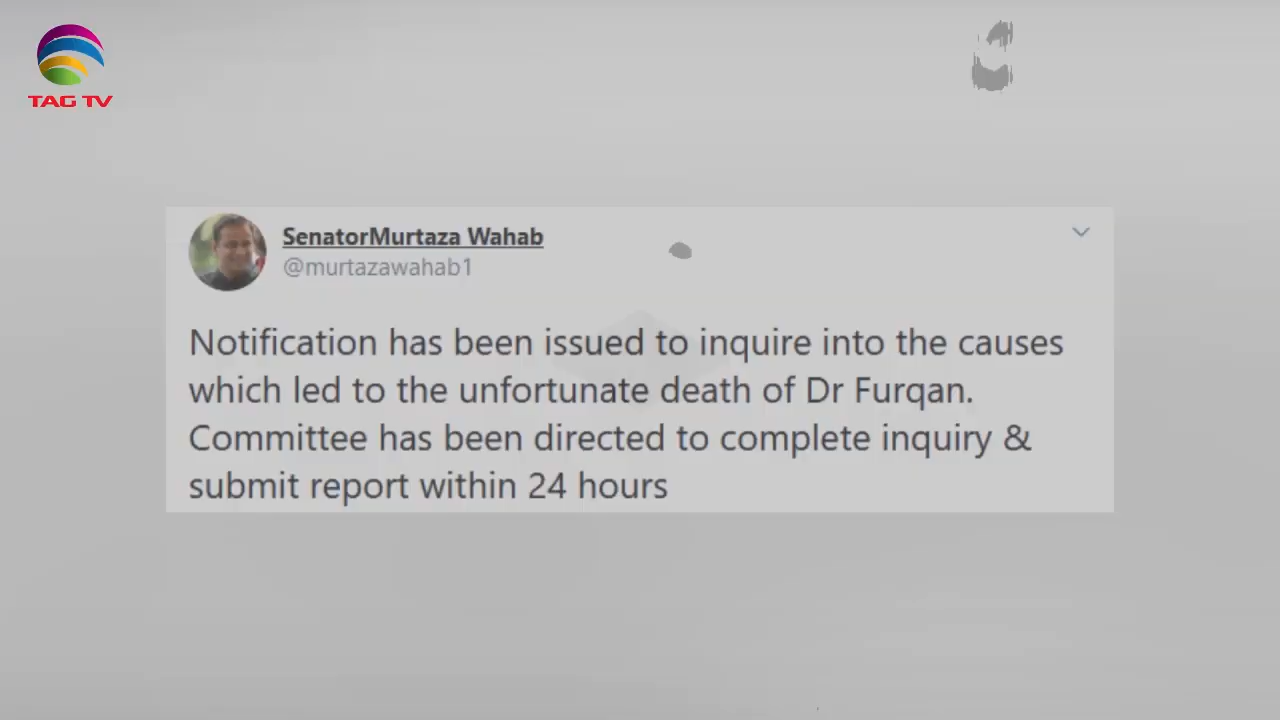 TAG TV
SenatorMurtaza Wahab
@murtazawahab1
Notification has been issued to inquire into the causes
which led to the unfortunate death of Dr Furqan.
Committee has been directed to complete inquiry &
submit report within 24 hours